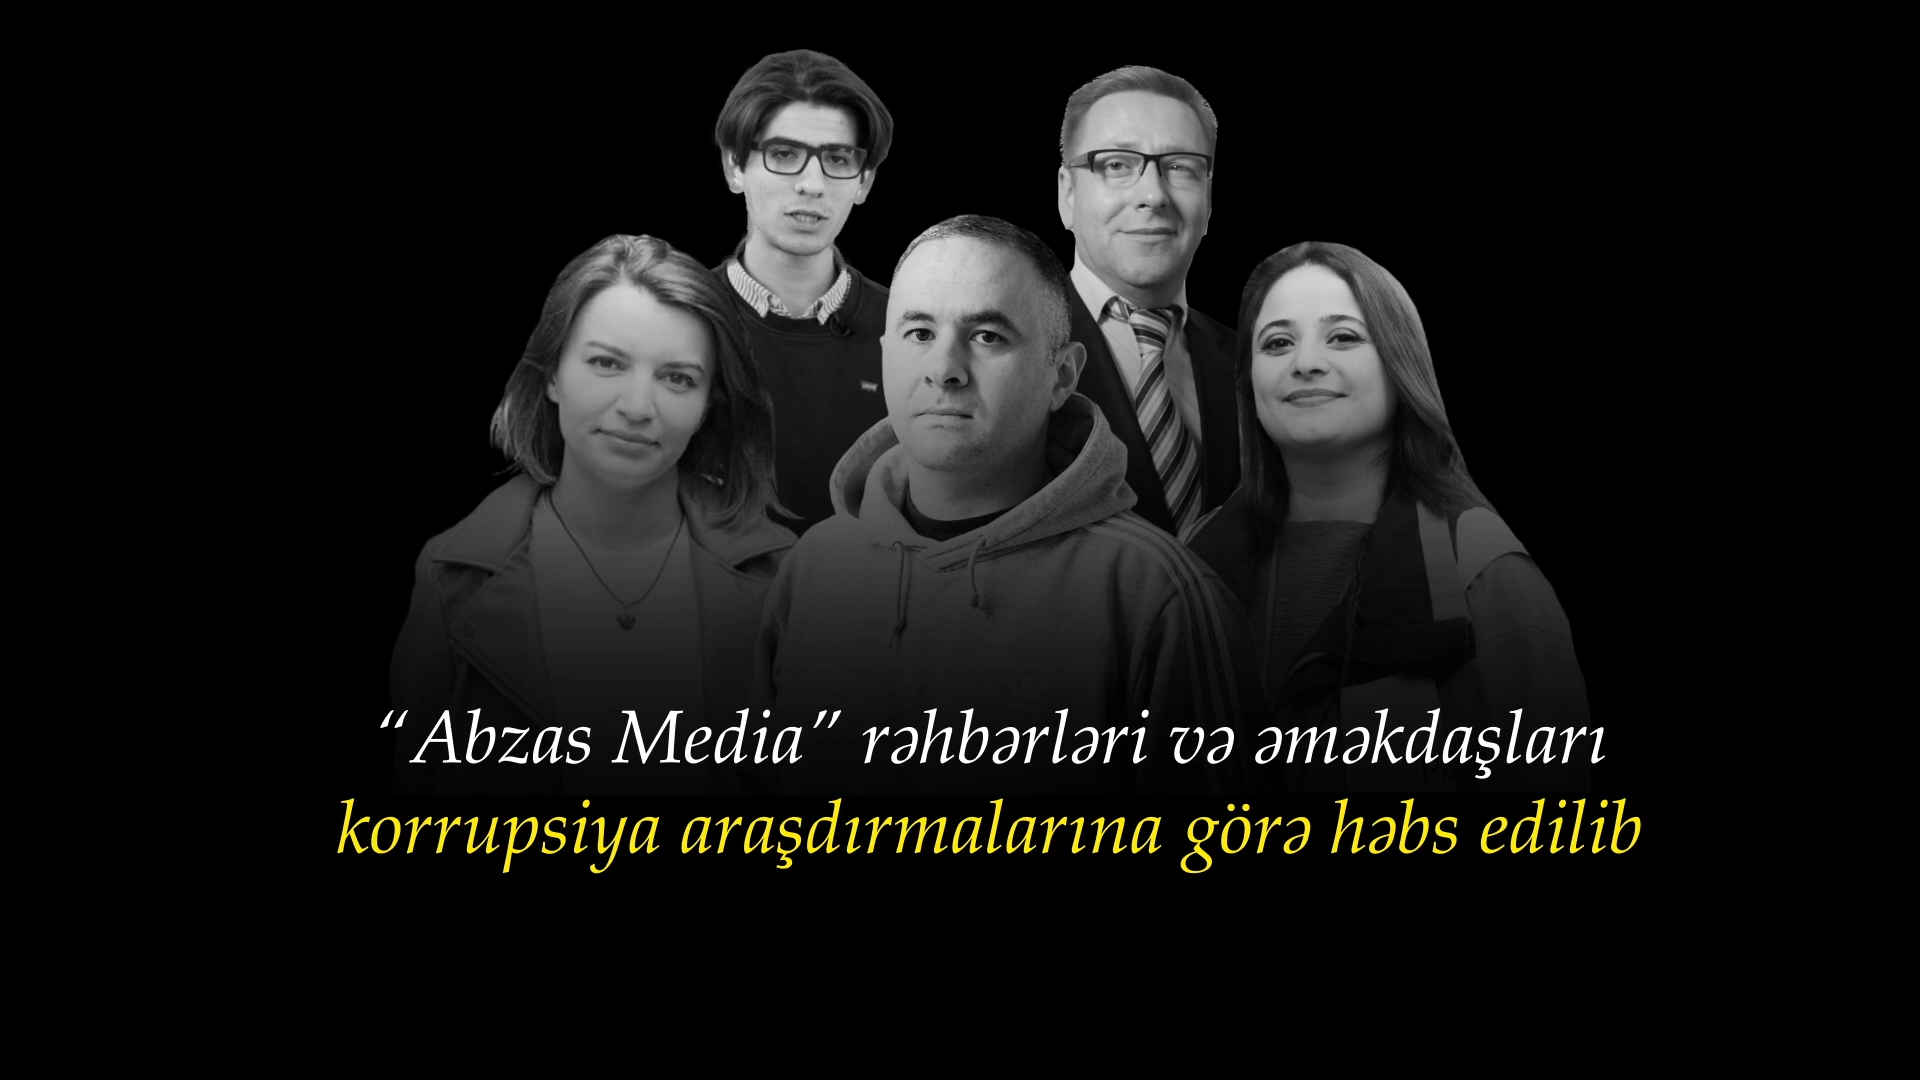 “Abzas Media” rəhbərləri və əməkdaşları
korrupsiya araşdırmalarına görə həbs edilib